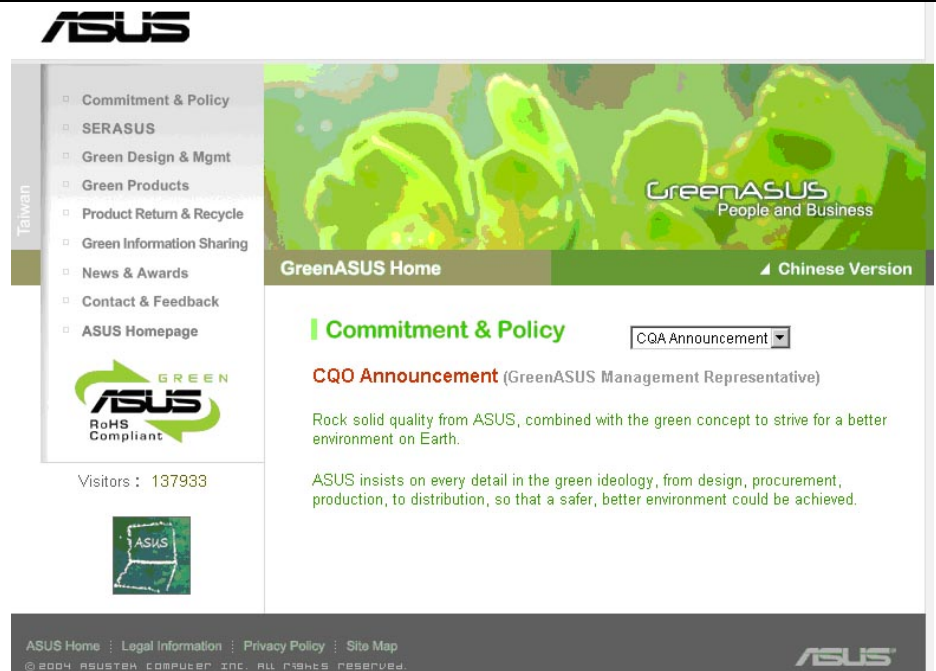 ASUS
Taiwan
Commitment & Policy
SERASUS
Green Design & Mgmt
Green Products
Product Return & Recycle
Green Information Sharing
News & Awards
Contact & Feedback
ASUS Homepage
GREEN
ASUS
RoHS
Compliant
Visitors : 137933
ASUS
GreenASUS
People and Business
GreenASUS Home
Chinese Version
Commitment & Policy
CQA Announcement
CQO Announcement (GreenASUS Management Representative)
Rock solid quality from ASUS, combined with the green concept to strive for a better
environment on Earth.
ASUS insists on every detail in the green ideology, from design, procurement,
production, to distribution, so that a safer, better environment could be achieved.
ASUS Home Legal Information Privacy Policy Site Map
©2004 ASUSTeK Computer Inc. All rights reserved.
ASUS